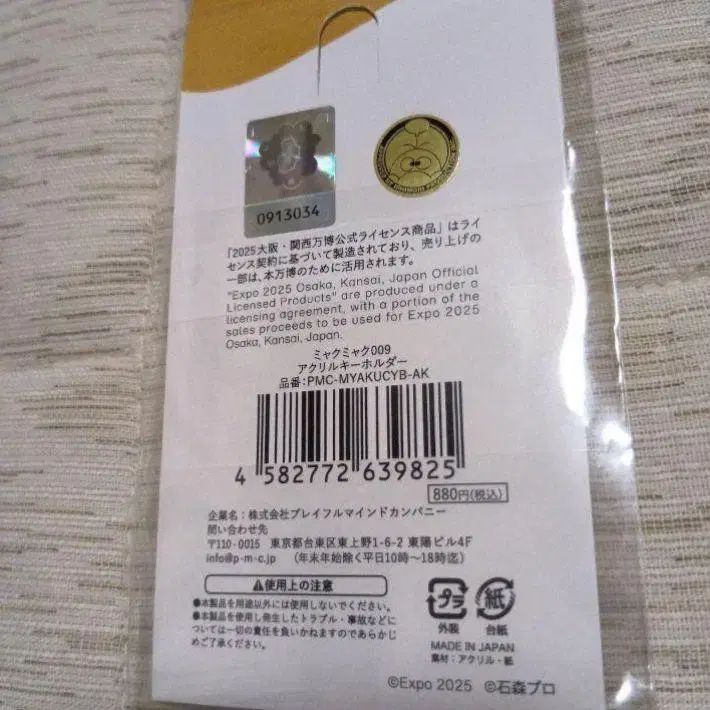 0913034
「2025大阪・関西万博公式ライセンス商品」はライ
センス契約に基づいて製造されており、売り上げの
一部は、本万博のために活用されます。
"Expo 2025 Osaka, Kansai, Japan Official
Licensed Products" are produced under a
licensing agreement, with a portion of the
sales proceeds to be used for Expo 2025
Osaka, Kansai, Japan.
ミャクミャク009
アクリルキーホルダー
品番:PMC-MYAKUCYB-AK
4 582772 639825
880円(税込)
企業名:株式会社プレイフルマインドカンパニー
問い合わせ先
〒110-0015 東京都台東区東上野1-6-2 東陽ビル4F
info@p-m-c.jp (年末年始除く平日10時〜18時迄)
⚠使用上の注意
●本製品を用途以外には使用しないでください。
●本製品を使用し発生したトラブル・事故などに
ついては一切の責任を負いかねますのであらかじ
めご了承ください。
プラ 紙
外装 台紙
MADE IN JAPAN
素材:アクリル・紙
©Expo 2025 ©石森プロ